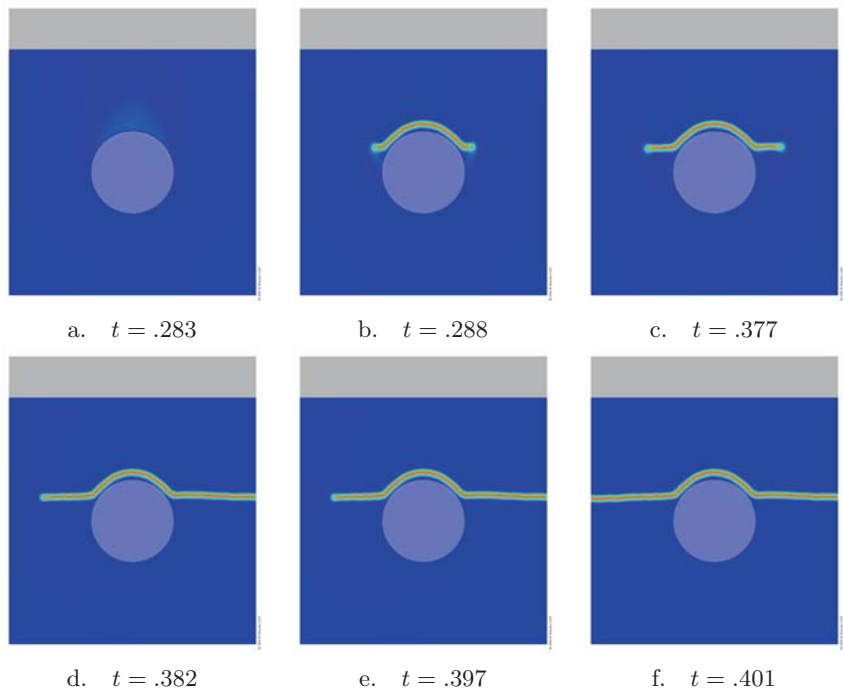 a. t = .283
b. t = .288
c. t = .377
d. t = .382
e. t = .397
f. t = .401